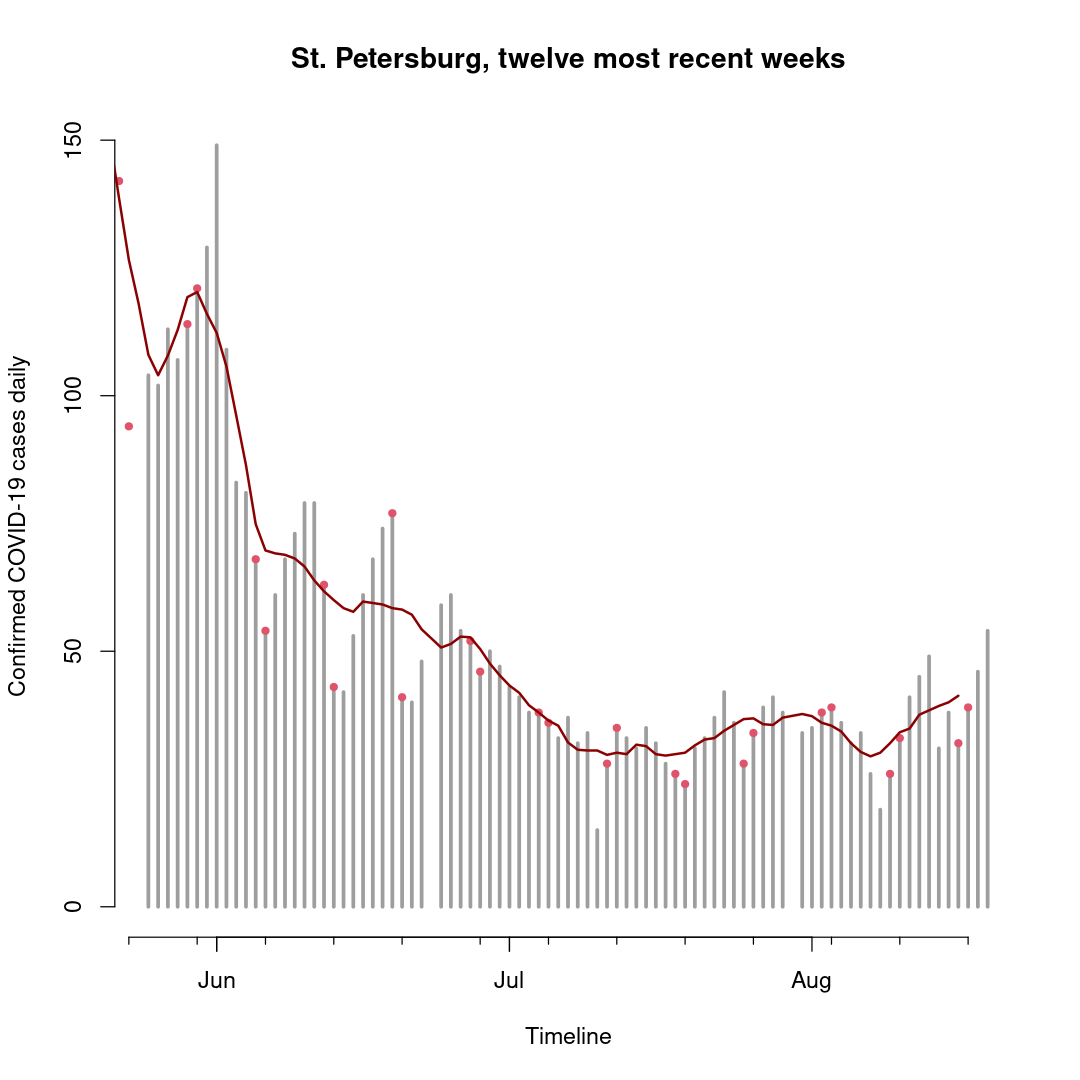 St. Petersburg, twelve most recent weeks
150
100
50
0
Confirmed COVID-19 cases daily
Jun
Jul
Aug
Timeline